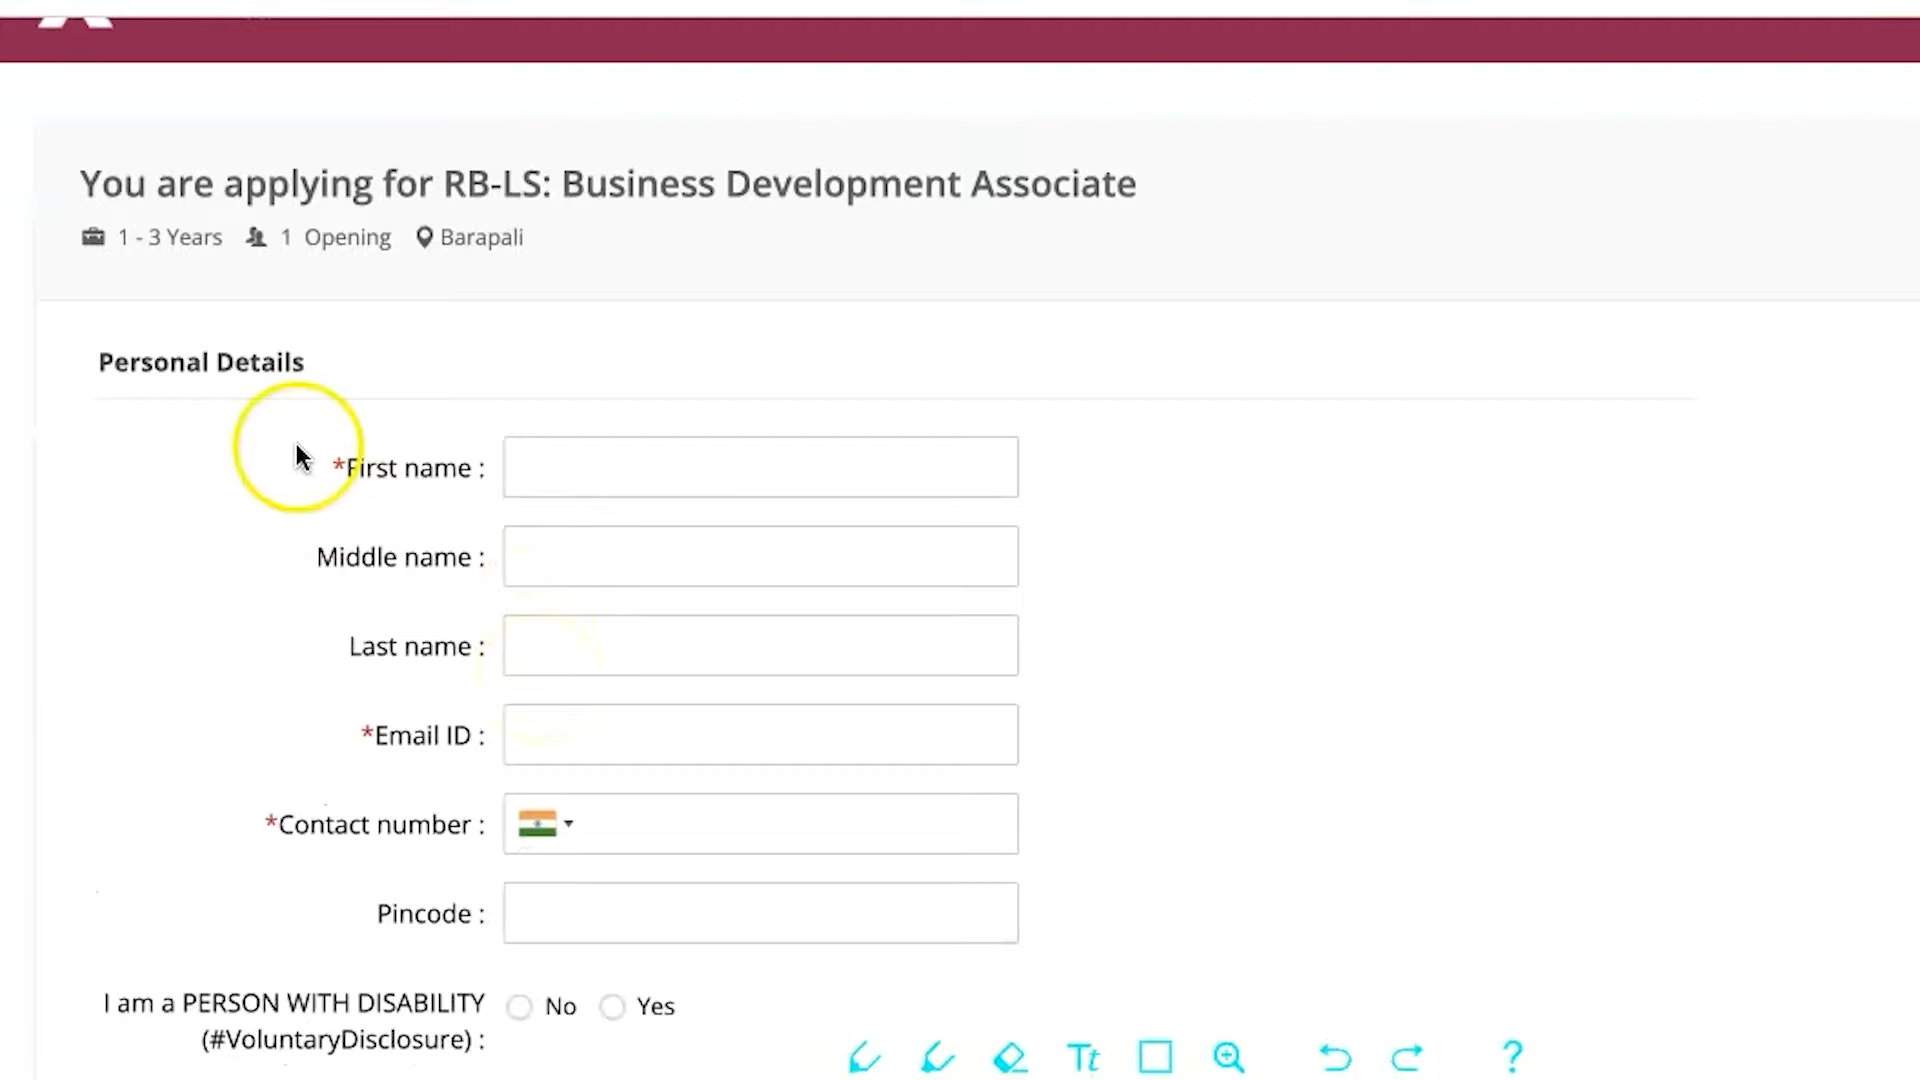 You are applying for RB-LS: Business Development Associate
1 - 3 Years 1 Opening Barapali
Personal Details
*First name :
Middle name :
Last name :
*Email ID :
*Contact number :
Pincode :
I am a PERSON WITH DISABILITY
(#VoluntaryDisclosure) :
No Yes
Tt ?